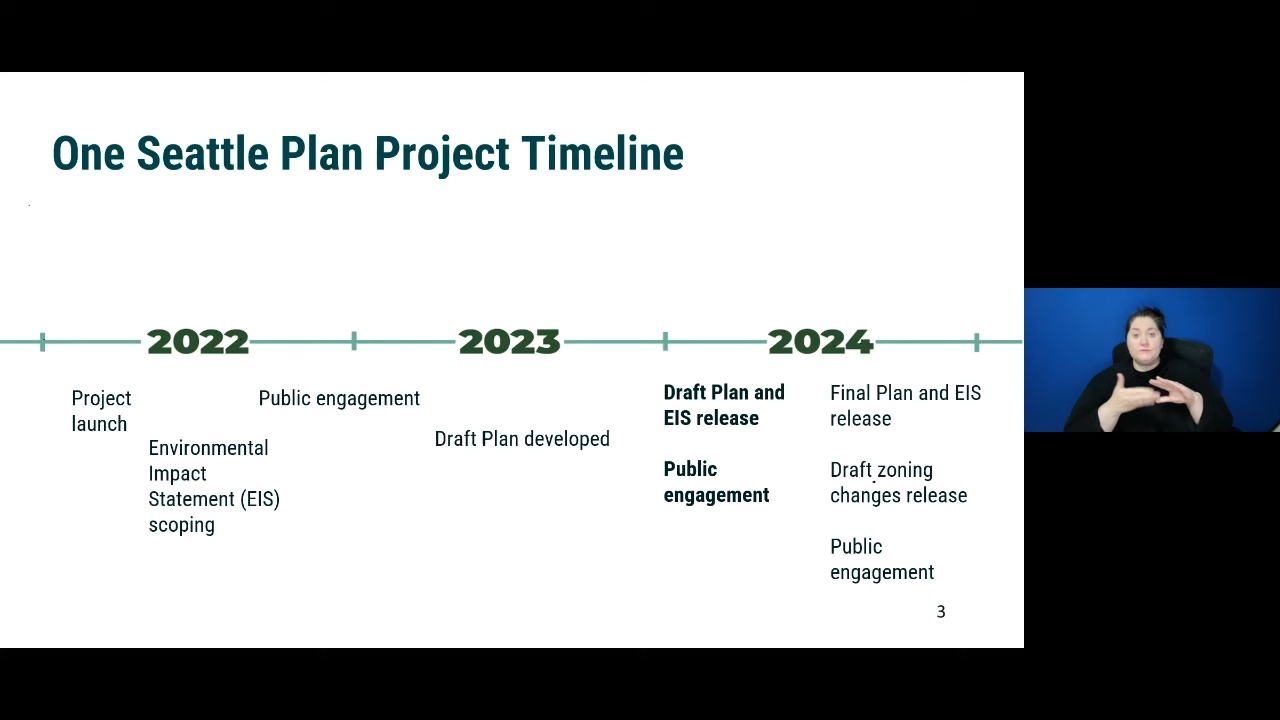 One Seattle Plan Project Timeline
2022
2023
2024
Project
launch
Environmental
Impact
Statement (EIS)
scoping
Public engagement
Draft Plan developed
Draft Plan and
EIS release
Public
engagement
Final Plan and EIS
release
Draft zoning
changes release
Public
engagement
3